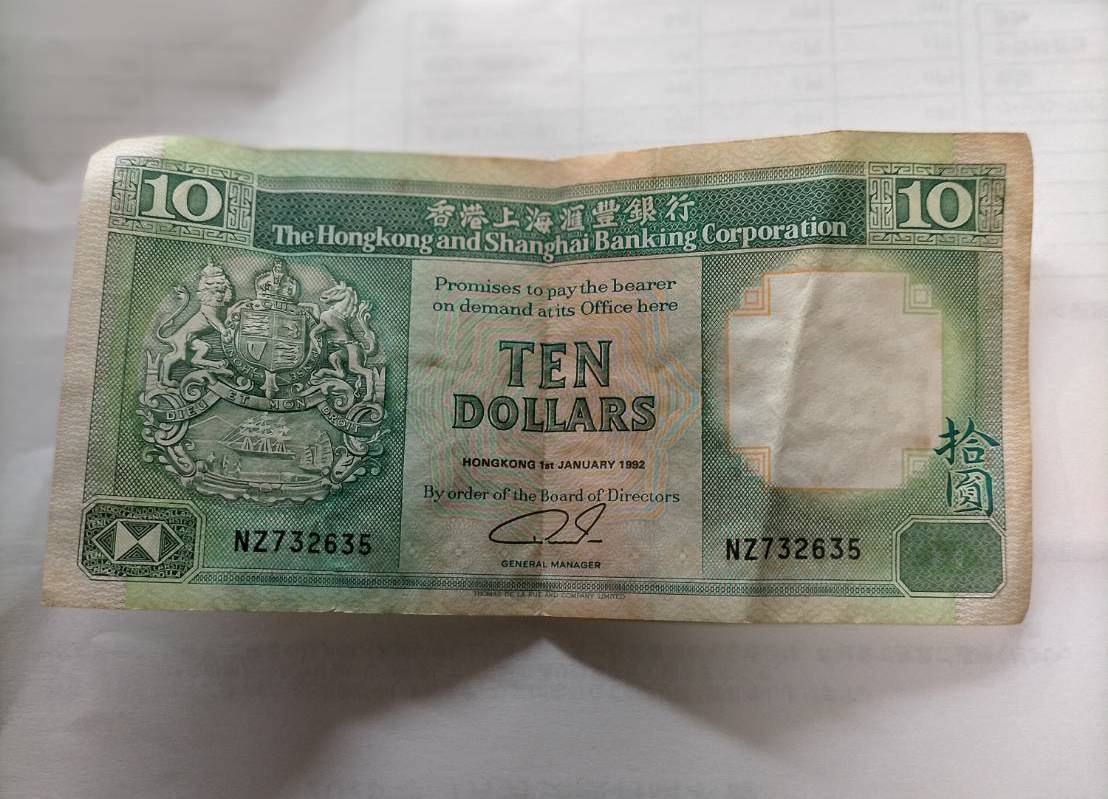 10
香港上海滙豐銀行
10
The Hongkong and Shanghai Banking Corporation
Promises to pay the bearer
on demand at its Office here
TEN
DOLLARS
DIEU ET MON DROIT
HONGKONG 1st JANUARY 1992
By order of the Board of Directors
拾
圓
NZ732635
NZ732635
GENERAL MANAGER
THOMAS DE LA RUE AND COMPANY LIMITED